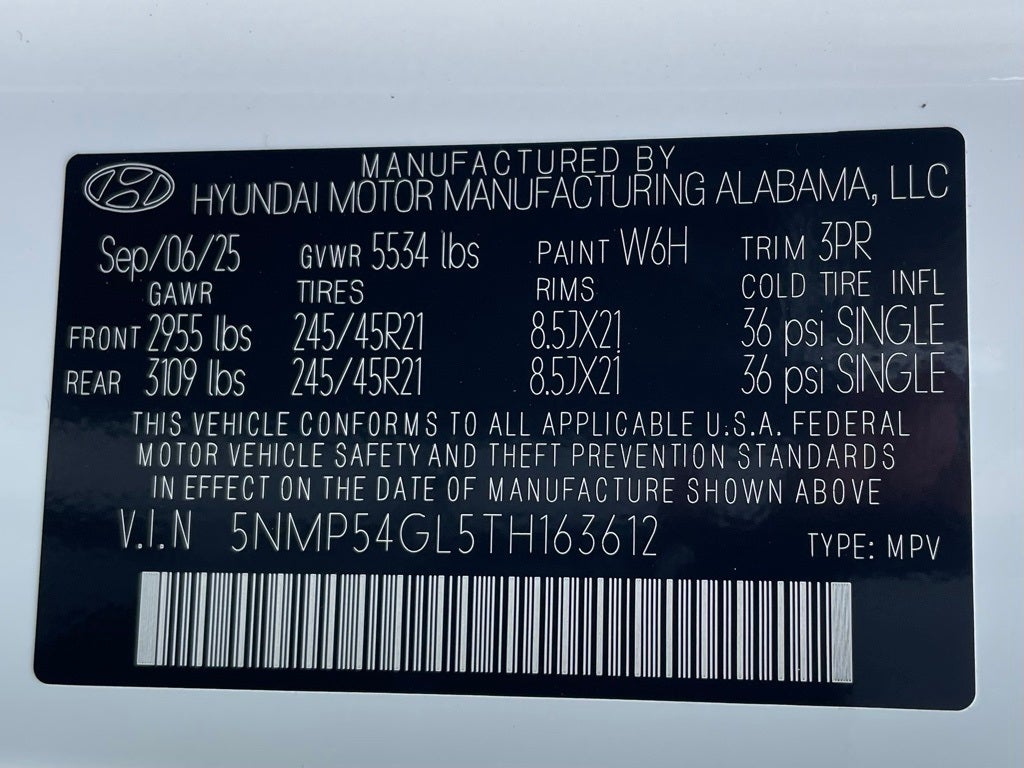 MANUFACTURED BY
HYUNDAI MOTOR MANUFACTURING ALABAMA, LLC
Sep/06/25 GVWR 5534 lbs PAINT W6H TRIM 3PR
GAWR TIRES RIMS COLD TIRE INFL
FRONT 2955 lbs 245/45R21 8.5JX21 36 psi SINGLE
REAR 3109 lbs 245/45R21 8.5JX21 36 psi SINGLE
THIS VEHICLE CONFORMS TO ALL APPLICABLE U.S.A. FEDERAL
MOTOR VEHICLE SAFETY AND THEFT PREVENTION STANDARDS
IN EFFECT ON THE DATE OF MANUFACTURE SHOWN ABOVE
V.I.N 5NMP54GL5TH163612 TYPE: MPV